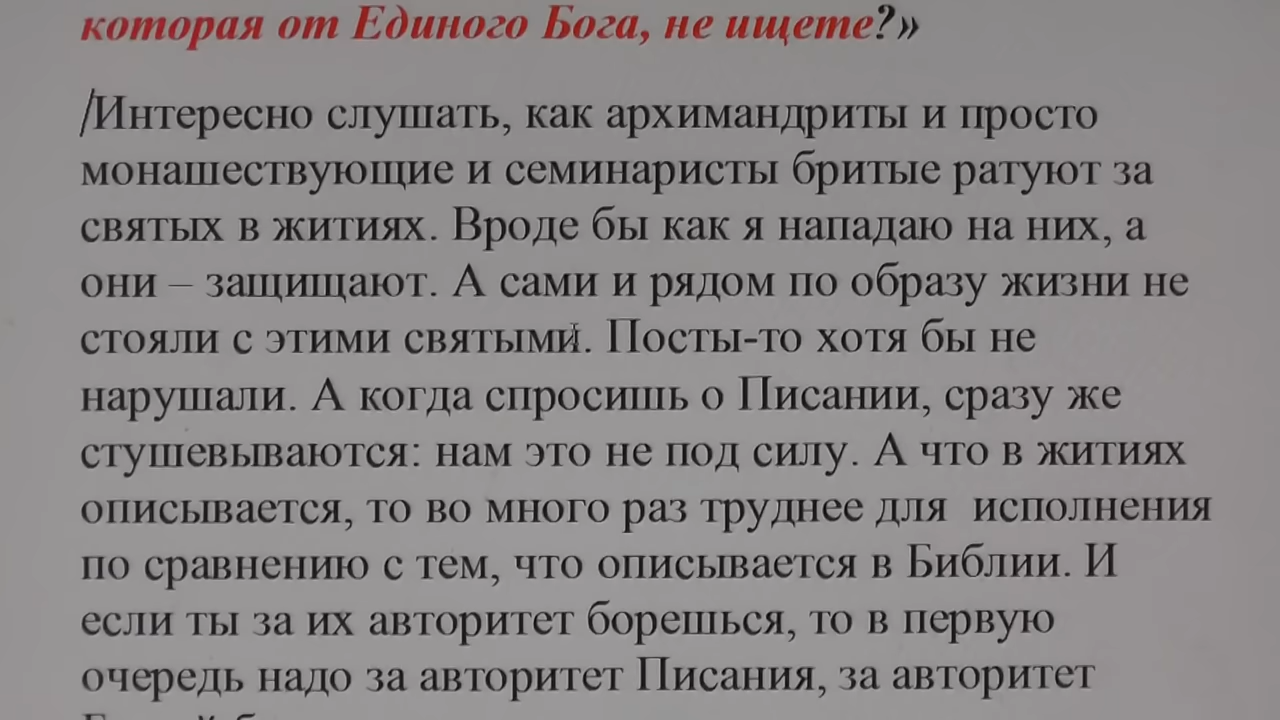 которая от Единого Бога, не ищете?»
/Интересно слушать, как архимандриты и просто
монашествующие и семинаристы бритые ратуют за
святых в житиях. Вроде бы как я нападаю на них, а
они – защищают. А сами и рядом по образу жизни не
стояли с этими святыми. Посты-то хотя бы не
нарушали. А когда спросишь о Писании, сразу же
стушевываются: нам это не под силу. А что в житиях
описывается, то во много раз труднее для  исполнения
по сравнению с тем, что описывается в Библии. И
если ты за их авторитет борешься, то в первую
очередь надо за авторитет Писания, за авторитет